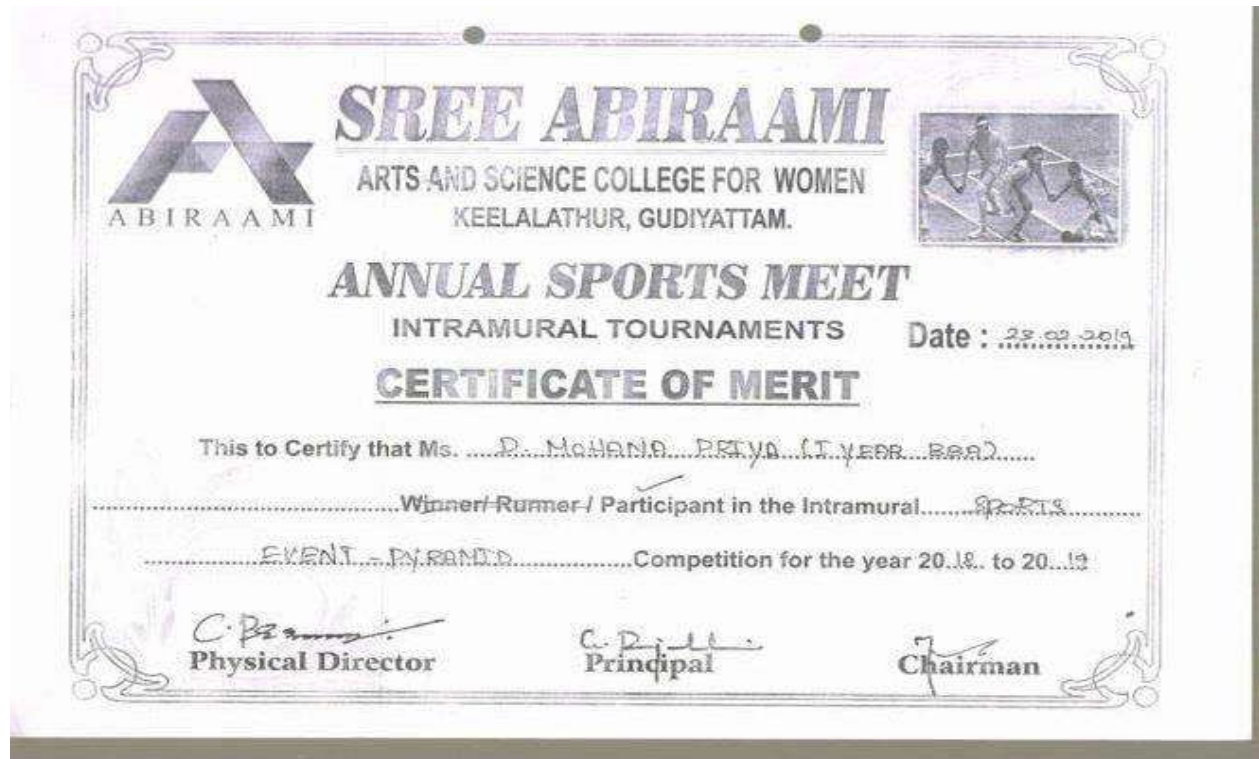 SREE ABIRAAMI
ARTS AND SCIENCE COLLEGE FOR WOMEN
KEELALATHUR, GUDIYATTAM.
ABIRAAMI
ANNUAL SPORTS MEET
INTRAMURAL TOURNAMENTS
Date : 23.02.2019
CERTIFICATE OF MERIT
This to Certify that Ms. D. MOHANA PRIYA (I YEAR BBA)
Winner/ Runner / Participant in the Intramural SPORTS
EVENT - PYRAMID Competition for the year 20 18 to 20 19
Physical Director
Principal
Chairman